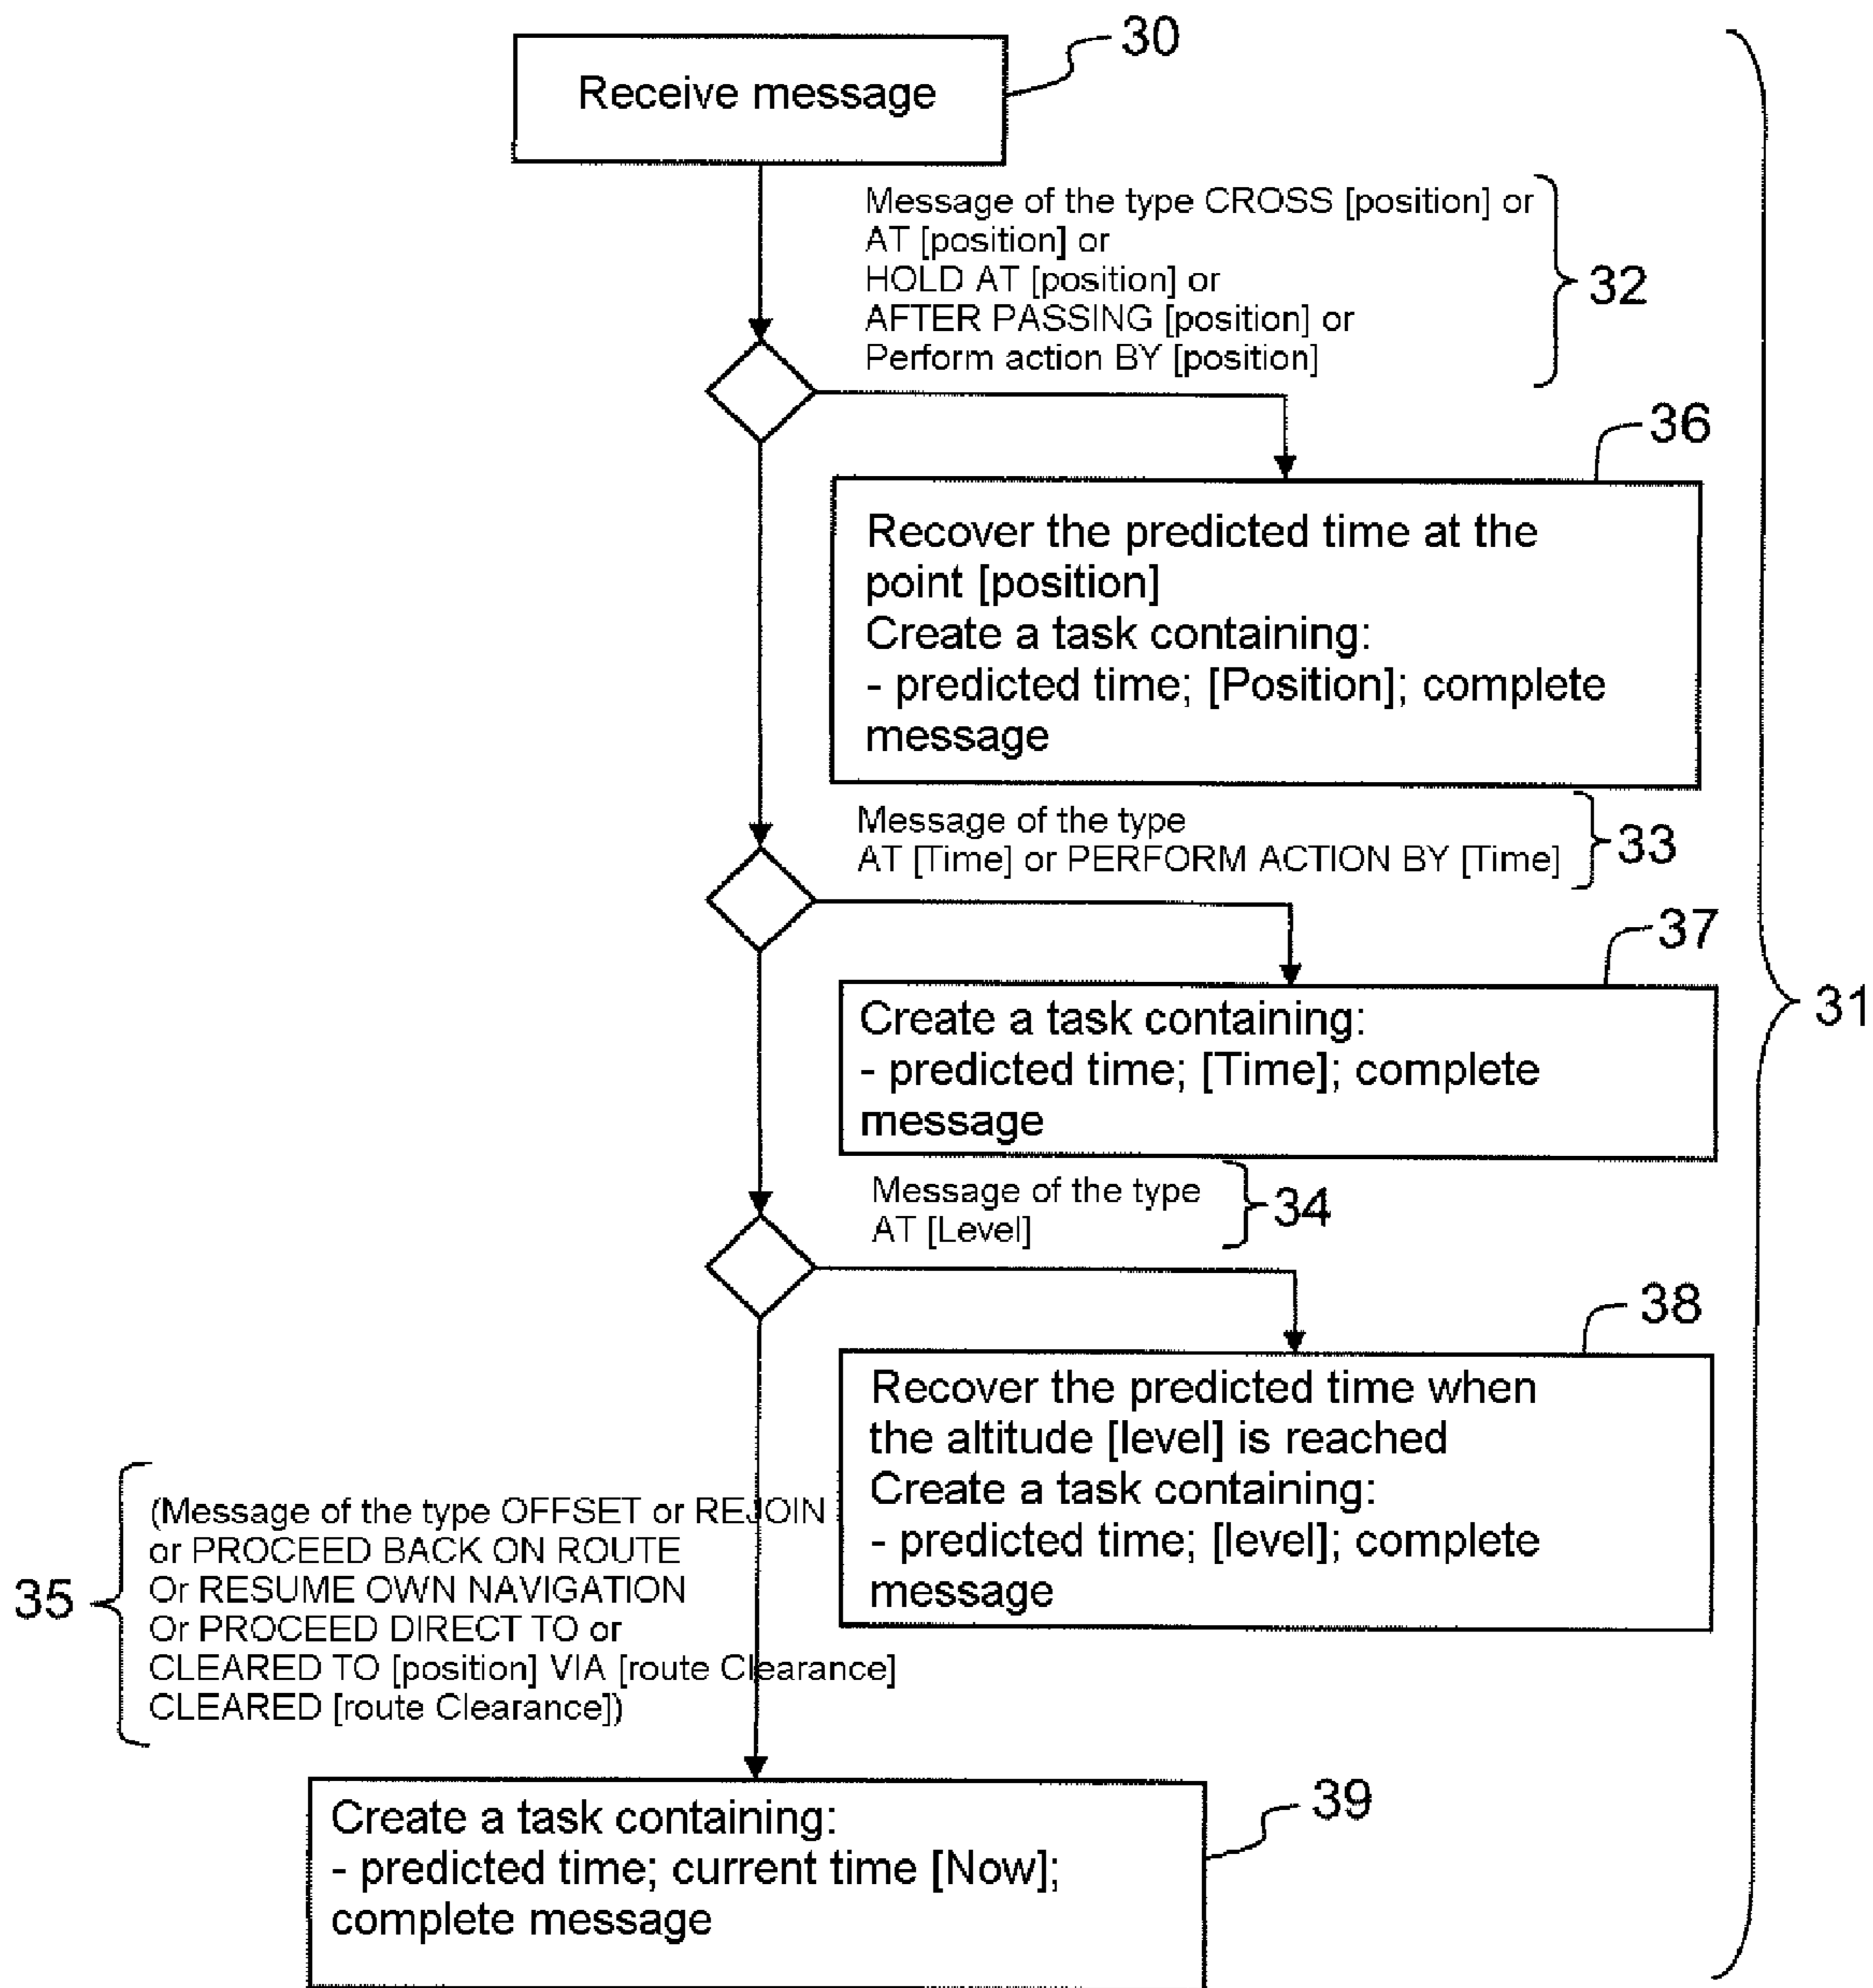 Receive message
30
Message of the type CROSS [position] or
AT [position] or
HOLD AT [position] or
AFTER PASSING [position] or
Perform action BY [position]
32
36
Recover the predicted time at the
point [position]
Create a task containing:
- predicted time; [Position]; complete
message
Message of the type
AT [Time] or PERFORM ACTION BY [Time]
33
37
Create a task containing:
- predicted time; [Time]; complete
message
31
Message of the type
AT [Level]
34
38
Recover the predicted time when
the altitude [level] is reached
Create a task containing:
- predicted time; [level]; complete
message
35
(Message of the type OFFSET or REJOIN
or PROCEED BACK ON ROUTE
Or RESUME OWN NAVIGATION
Or PROCEED DIRECT TO or
CLEARED TO [position] VIA [route Clearance]
CLEARED [route Clearance])
39
Create a task containing:
- predicted time; current time [Now];
complete message